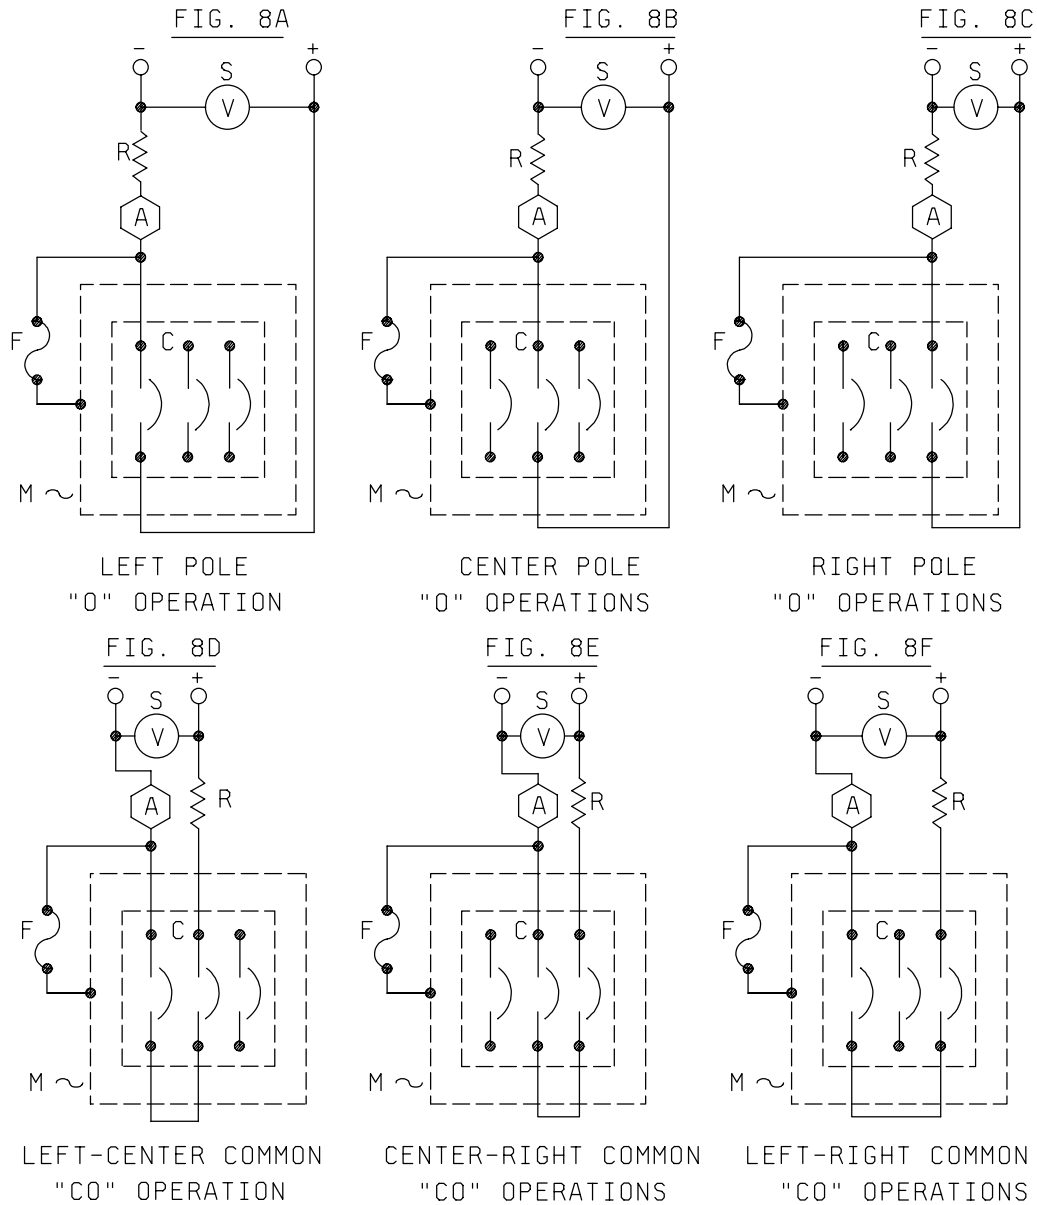 FIG. 8A
FIG. 8B
FIG. 8C
- +
- +
- +
S
S
S
V
V
V
R
R
R
A
A
A
F
C
F
C
F
C
M ~
M ~
M ~
LEFT POLE
"O" OPERATION
CENTER POLE
"O" OPERATIONS
RIGHT POLE
"O" OPERATIONS
FIG. 8D
FIG. 8E
FIG. 8F
- +
- +
- +
S
S
S
V
V
V
A
R
A
R
A
R
F
C
F
C
F
C
M ~
M ~
M ~
LEFT-CENTER COMMON
"CO" OPERATION
CENTER-RIGHT COMMON
"CO" OPERATIONS
LEFT-RIGHT COMMON
"CO" OPERATIONS